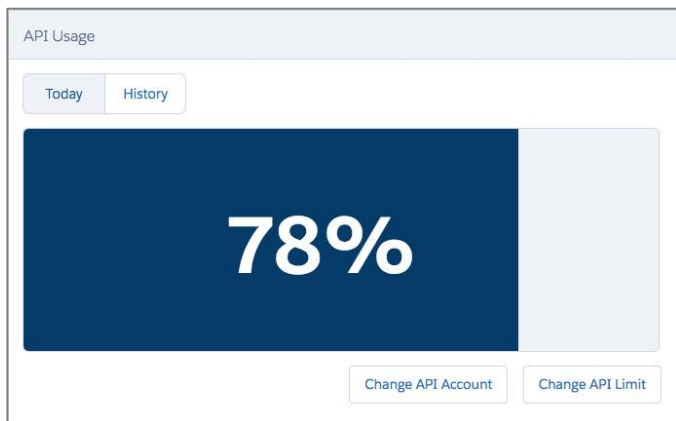 API Usage
Today History
78%
Change API Account Change API Limit